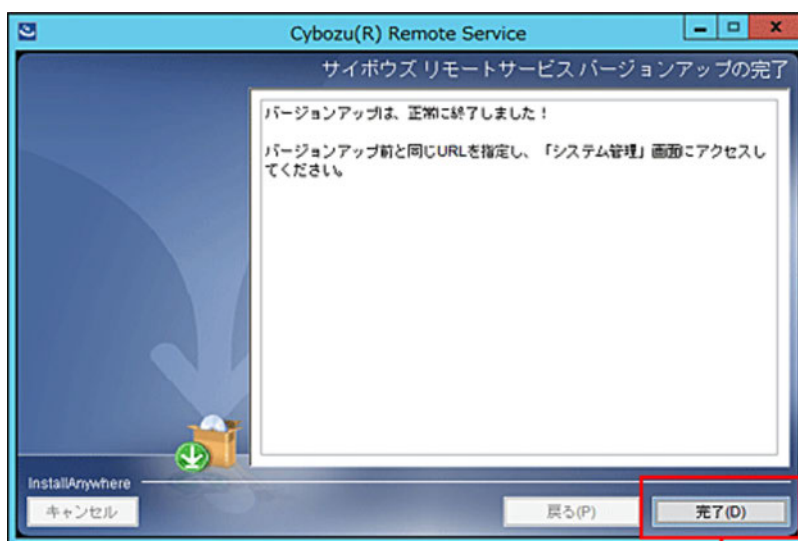 Cybozu(R) Remote Service
サイボウズ リモートサービス バージョンアップの完了
バージョンアップは、正常に終了しました！
バージョンアップ前と同じURLを指定し、「システム管理」画面にアクセスし
てください。
InstallAnywhere
キャンセル
戻る(P)
完了(D)